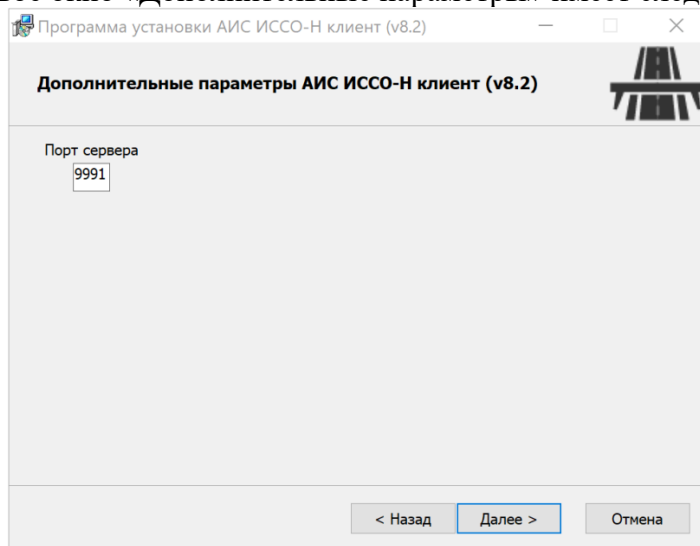 Программа установки АИС ИССО-Н клиент (v8.2)
Дополнительные параметры АИС ИССО-Н клиент (v8.2)
Порт сервера
9991
< Назад
Далее >
Отмена